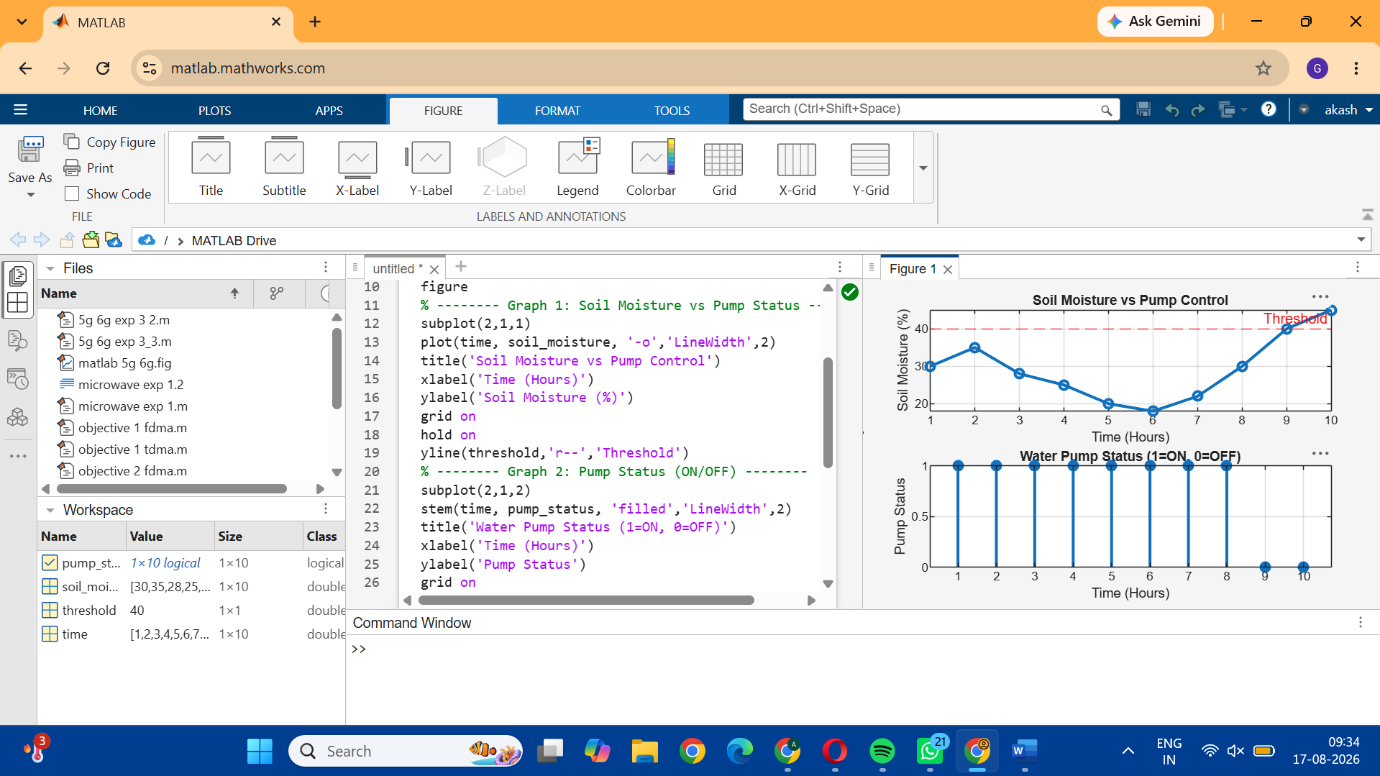 MATLAB
Ask Gemini
matlab.mathworks.com
G
HOME
PLOTS
APPS
FIGURE
FORMAT
TOOLS
Search (Ctrl+Shift+Space)
akash
Save As
Copy Figure
Print
Show Code
FILE
Title
Subtitle
X-Label
Y-Label
Z-Label
Legend
Colorbar
Grid
X-Grid
Y-Grid
LABELS AND ANNOTATIONS
/ > MATLAB Drive
Files
Name
5g 6g exp 3 2.m
5g 6g exp 3_3.m
matlab 5g 6g.fig
microwave exp 1.2
microwave exp 1.m
objective 1 fdma.m
objective 1 tdma.m
objective 2 fdma.m
Workspace
Name Value Size Class
pump_st... 1×10 logical 1×10 logical
soil_moi... [30,35,28,25,... 1×10 double
threshold 40 1×1 double
time [1,2,3,4,5,6,7... 1×10 double
untitled *
10 figure
11 % -------- Graph 1: Soil Moisture vs Pump Status --
12 subplot(2,1,1)
13 plot(time, soil_moisture, '-o','LineWidth',2)
14 title('Soil Moisture vs Pump Control')
15 xlabel('Time (Hours)')
16 ylabel('Soil Moisture (%)')
17 grid on
18 hold on
19 yline(threshold,'r--','Threshold')
20 % -------- Graph 2: Pump Status (ON/OFF) --------
21 subplot(2,1,2)
22 stem(time, pump_status, 'filled','LineWidth',2)
23 title('Water Pump Status (1=ON, 0=OFF)')
24 xlabel('Time (Hours)')
25 ylabel('Pump Status')
26 grid on
Figure 1
Soil Moisture vs Pump Control
Threshold
Soil Moisture (%)
40
30
20
1 2 3 4 5 6 7 8 9 10
Time (Hours)
Water Pump Status (1=ON, 0=OFF)
Pump Status
1
0.5
0
1 2 3 4 5 6 7 8 9 10
Time (Hours)
Command Window
>>
3
Search
A
21
W
ENG
IN
09:34
17-08-2026